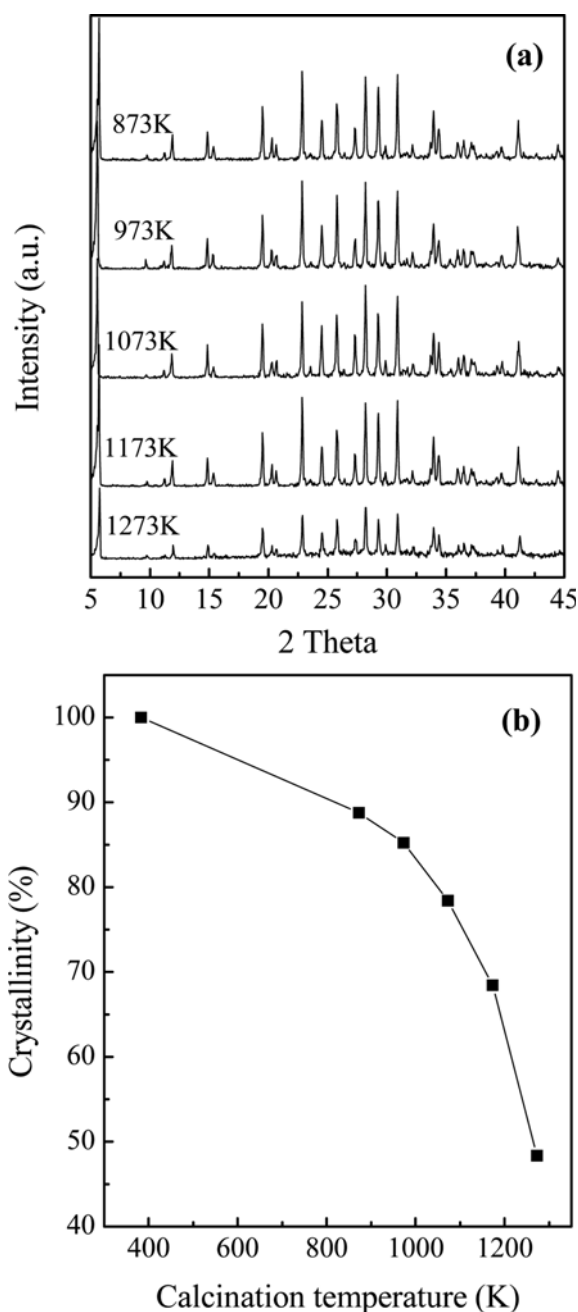 (a)
873K
973K
1073K
1173K
1273K
Intensity (a.u.)
5 10 15 20 25 30 35 40 45
2 Theta
(b)
100
90
80
70
60
50
40
Crystallinity (%)
400 600 800 1000 1200
Calcination temperature (K)